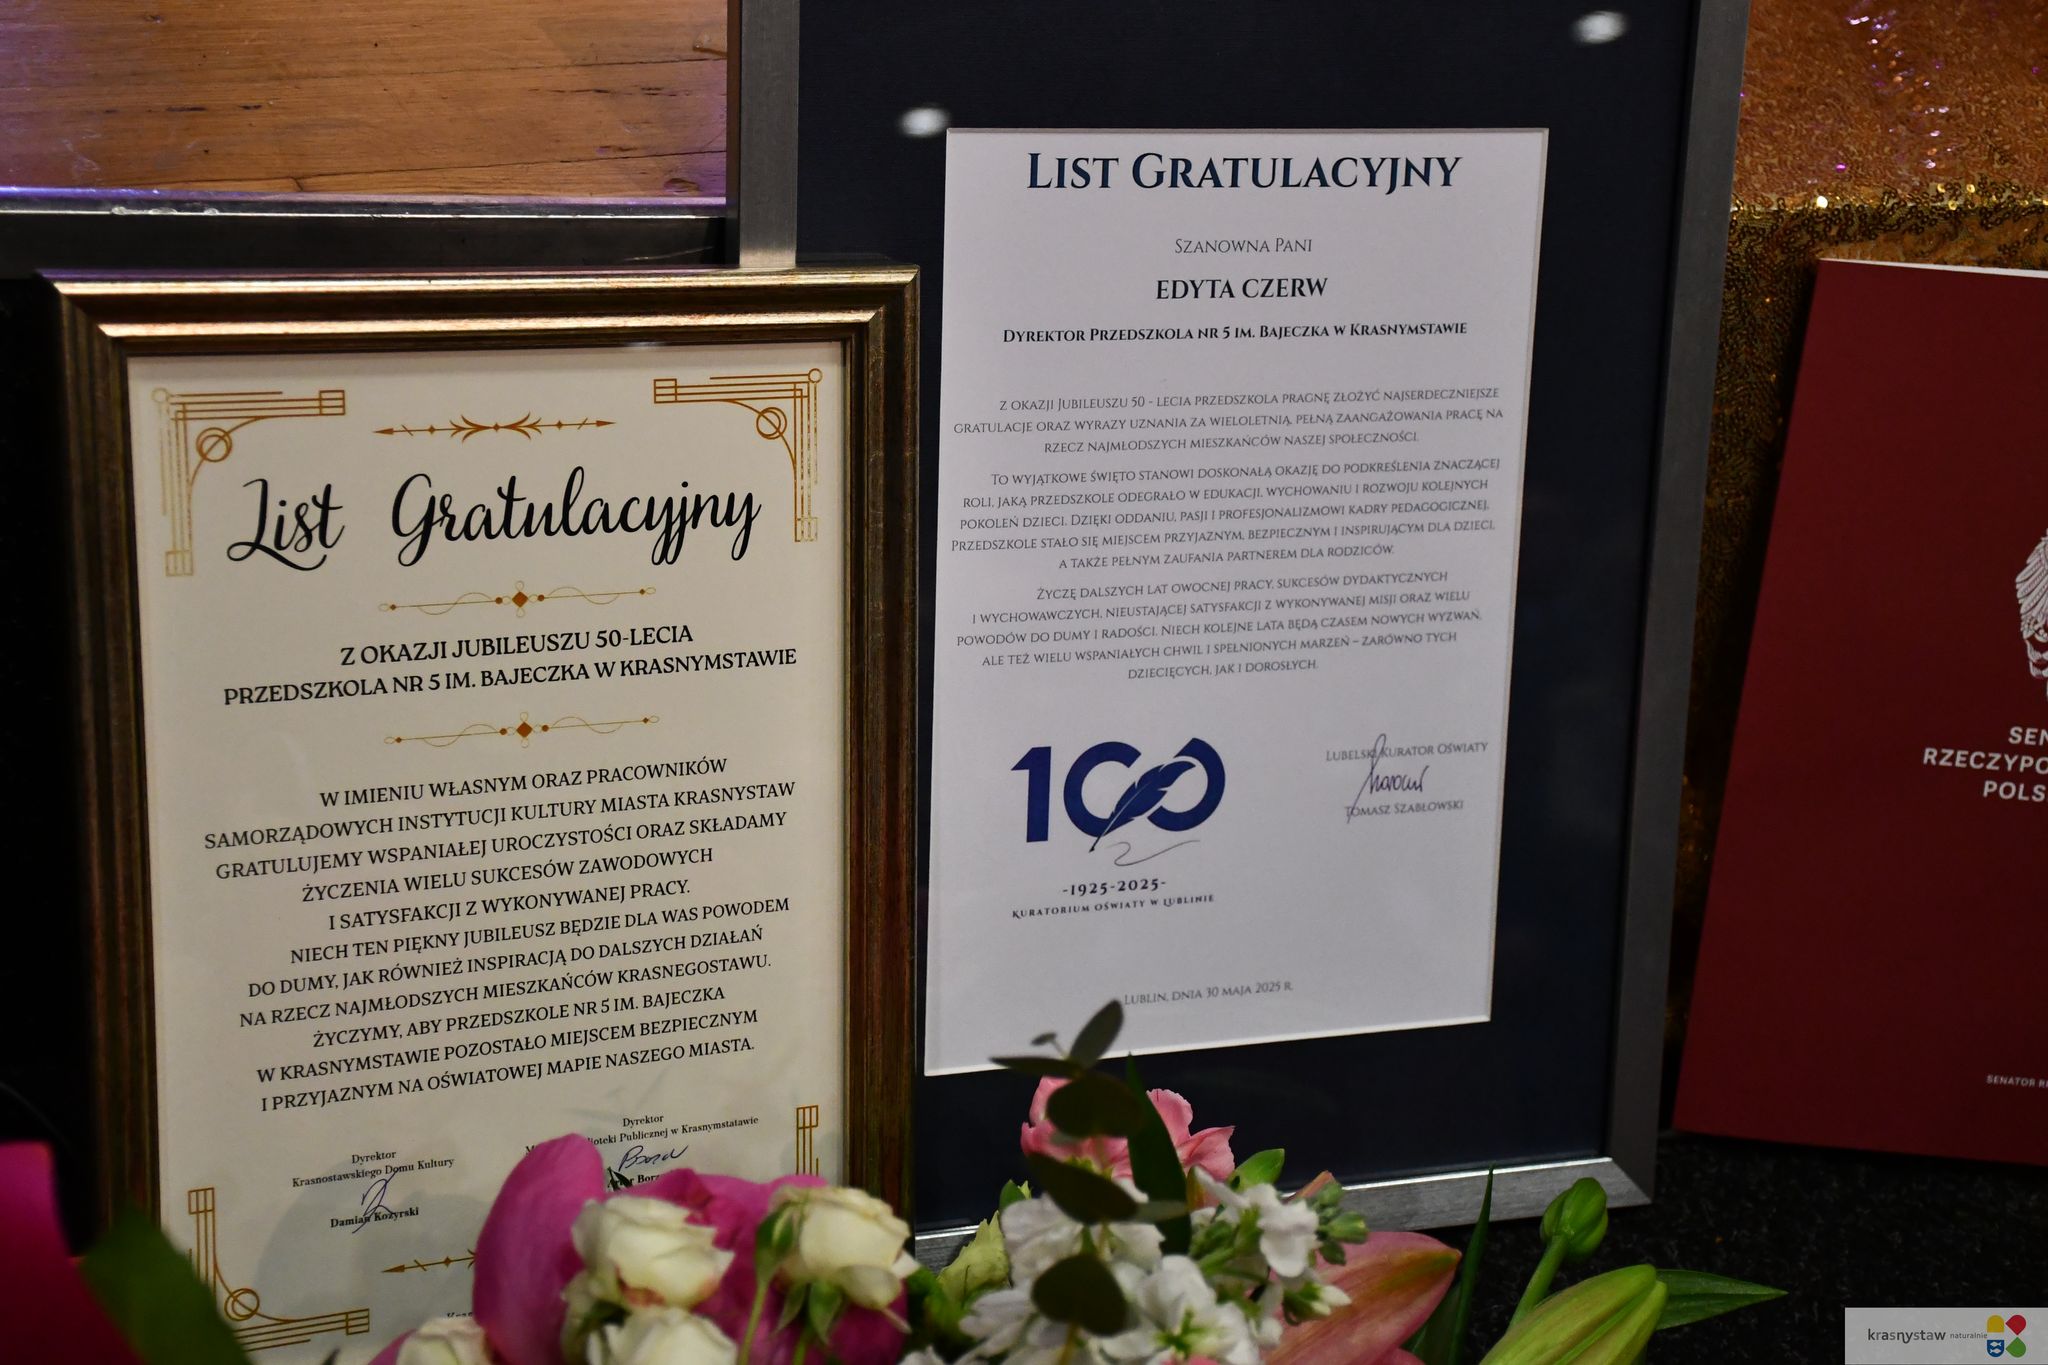 List Gratulacyjny
Z OKAZJI JUBILEUSZU 50-LECIA
PRZEDSZKOLA NR 5 IM. BAJECZKA W KRASNYMSTAWIE
W IMIENIU WŁASNYM ORAZ PRACOWNIKÓW
SAMORZĄDOWYCH INSTYTUCJI KULTURY MIASTA KRASNYSTAW
GRATULUJEMY WSPANIAŁEJ UROCZYSTOŚCI ORAZ SKŁADAMY
ŻYCZENIA WIELU SUKCESÓW ZAWODOWYCH
I SATYSFAKCJI Z WYKONYWANEJ PRACY.
NIECH TEN PIĘKNY JUBILEUSZ BĘDZIE DLA WAS POWODEM
DO DUMY, JAK RÓWNIEŻ INSPIRACJĄ DO DALSZYCH DZIAŁAŃ
NA RZECZ NAJMŁODSZYCH MIESZKAŃCÓW KRASNEGOSTAWU.
ŻYCZYMY, ABY PRZEDSZKOLE NR 5 IM. BAJECZKA
W KRASNYMSTAWIE POZOSTAŁO MIEJSCEM BEZPIECZNYM
I PRZYJAZNYM NA OŚWIATOWEJ MAPIE NASZEGO MIASTA.
Dyrektor
Krasnostawskiego Domu Kultury
Damian Kozyrski
Dyrektor
Publicznej w Krasnymstatawie
LIST GRATULACYJNY
SZANOWNA PANI
EDYTA CZERW
DYREKTOR PRZEDSZKOLA NR 5 IM. BAJECZKA W KRASNYMSTAWIE
Z OKAZJI JUBILEUSZU 50 - LECIA PRZEDSZKOLA PRAGNĘ ZŁOŻYĆ NAJSERDECZNIEJSZE
GRATULACJE ORAZ WYRAZY UZNANIA ZA WIELOLETNIĄ, PEŁNĄ ZAANGAŻOWANIA PRACĘ NA
RZECZ NAJMŁODSZYCH MIESZKAŃCÓW NASZEJ SPOŁECZNOŚCI.
TO WYJĄTKOWE ŚWIĘTO STANOWI DOSKONAŁĄ OKAZJĘ DO PODKREŚLENIA ZNACZĄCEJ
ROLI, JAKĄ PRZEDSZKOLE ODEGRAŁO W EDUKACJI, WYCHOWANIU I ROZWOJU KOLEJNYCH
POKOLEŃ DZIECI. DZIĘKI ODDANIU, PASJI I PROFESJONALIZMOWI KADRY PEDAGOGICZNEJ,
PRZEDSZKOLE STAŁO SIĘ MIEJSCEM PRZYJAZNYM, BEZPIECZNYM I INSPIRUJĄCYM DLA DZIECI,
A TAKŻE PEŁNYM ZAUFANIA PARTNEREM DLA RODZICÓW.
ŻYCZĘ DALSZYCH LAT OWOCNEJ PRACY, SUKCESÓW DYDAKTYCZNYCH
I WYCHOWAWCZYCH, NIEUSTAJĄCEJ SATYSFAKCJI Z WYKONYWANEJ MISJI ORAZ WIELU
POWODÓW DO DUMY I RADOŚCI. NIECH KOLEJNE LATA BĘDĄ CZASEM NOWYCH WYZWAŃ,
ALE TEŻ WIELU WSPANIAŁYCH CHWIL I SPEŁNIONYCH MARZEŃ – ZARÓWNO TYCH
DZIECIĘCYCH, JAK I DOROSŁYCH.
100
-1925-2025-
KURATORIUM OŚWIATY W LUBLINIE
LUBELSKI KURATOR OŚWIATY
TOMASZ SZABŁOWSKI
LUBLIN, DNIA 30 MAJA 2025 R.
SEN
RZECZYPO
POLS
SENATOR
krasnystaw naturalnie